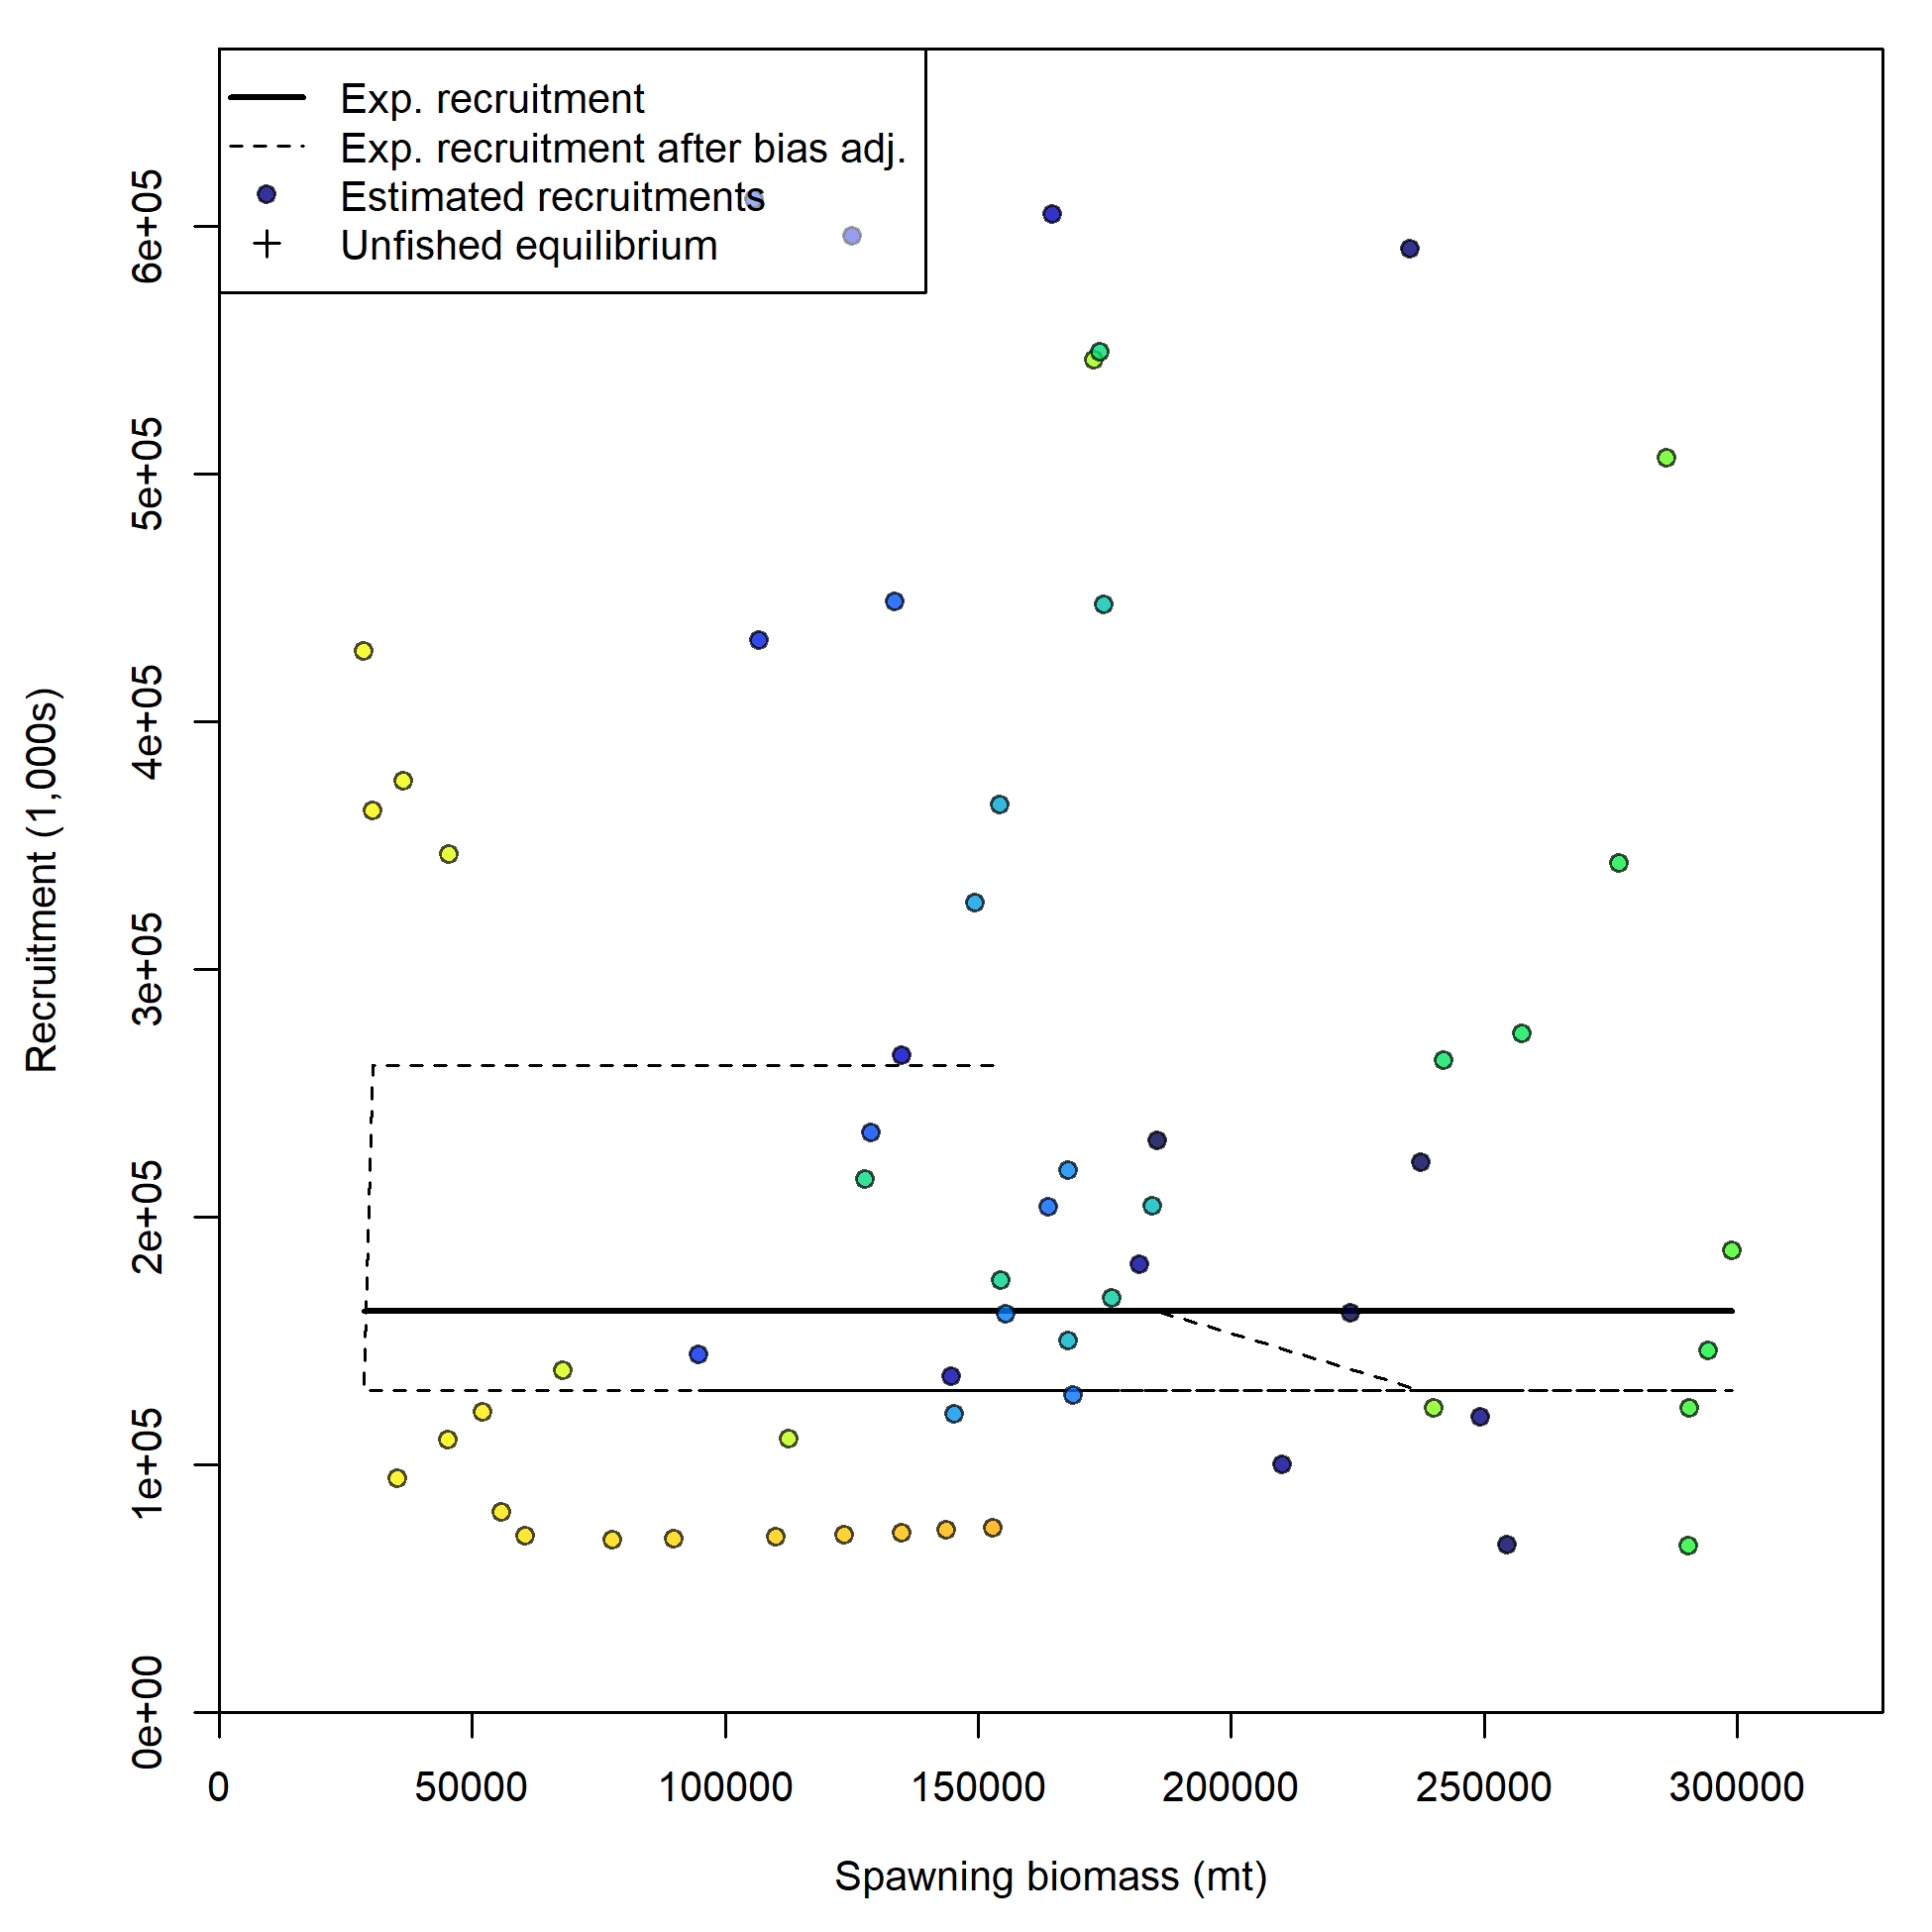 Exp. recruitment
Exp. recruitment after bias adj.
Estimated recruitments
Unfished equilibrium
Recruitment (1,000s)
6e+05
5e+05
4e+05
3e+05
2e+05
1e+05
0e+00
0 50000 100000 150000 200000 250000 300000
Spawning biomass (mt)